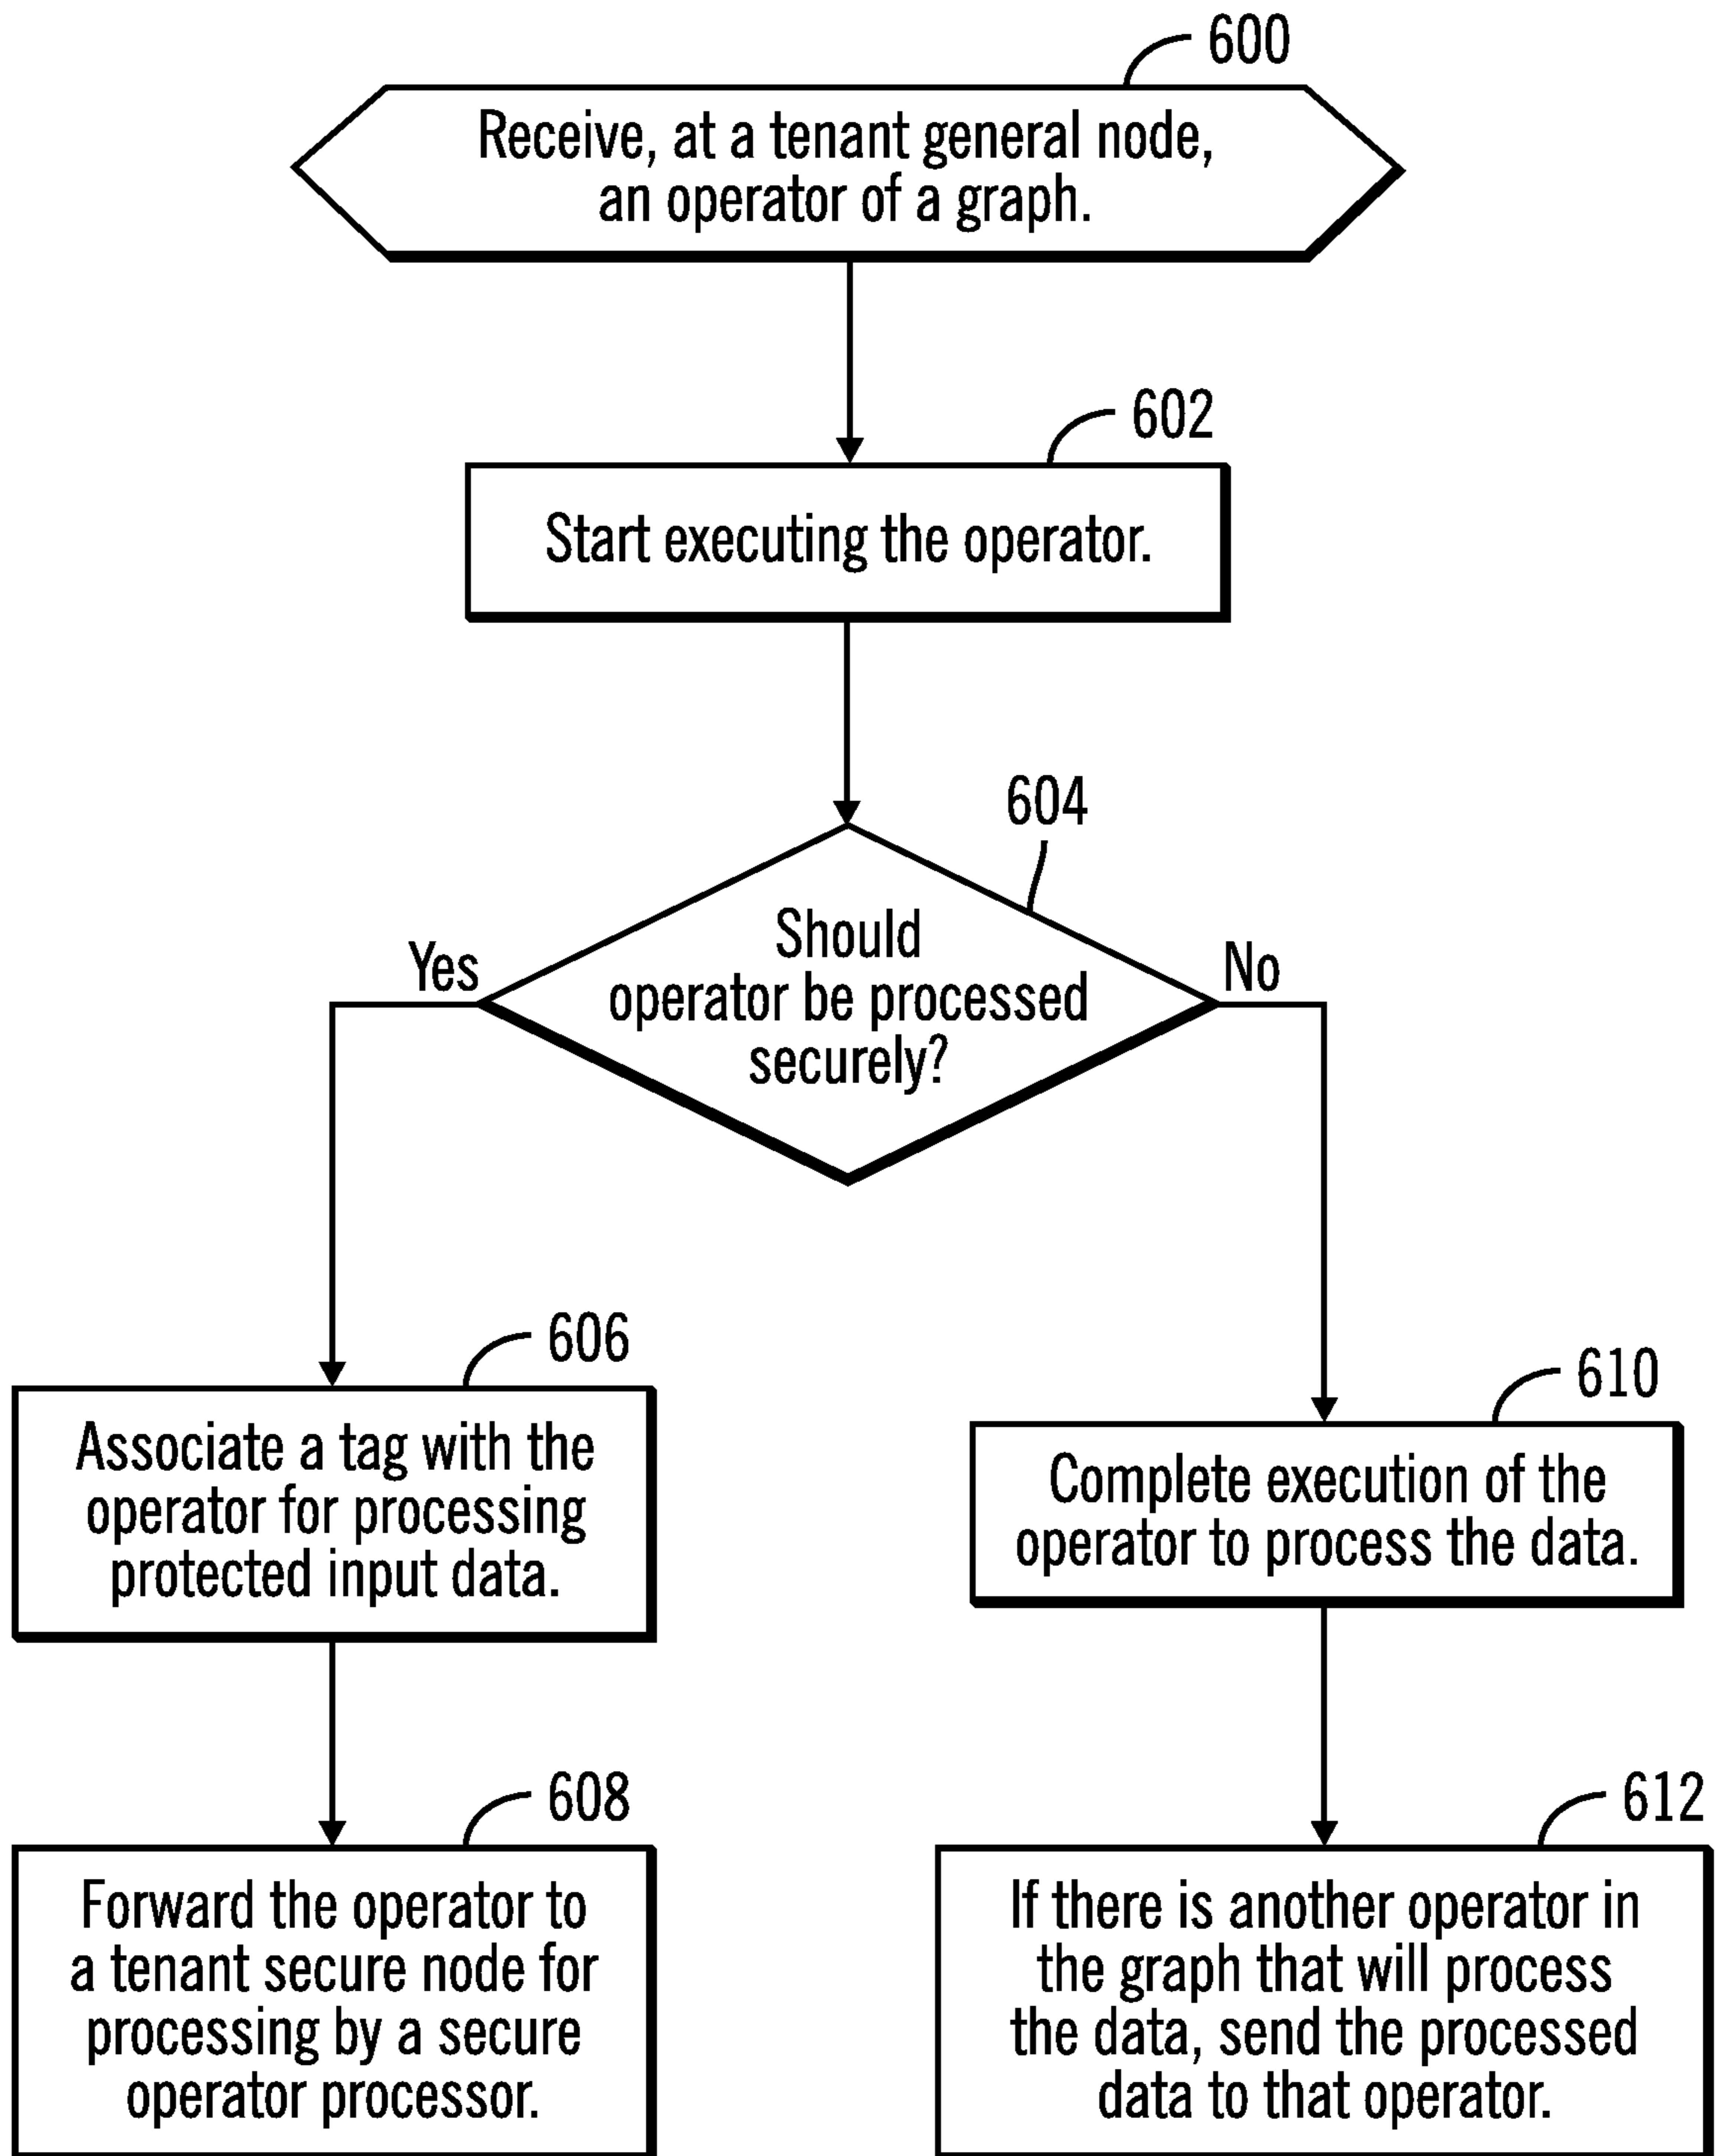 600
Receive, at a tenant general node,
an operator of a graph.
602
Start executing the operator.
604
Should
operator be processed
securely?
Yes
No
606
Associate a tag with the
operator for processing
protected input data.
610
Complete execution of the
operator to process the data.
608
Forward the operator to
a tenant secure node for
processing by a secure
operator processor.
612
If there is another operator in
the graph that will process
the data, send the processed
data to that operator.